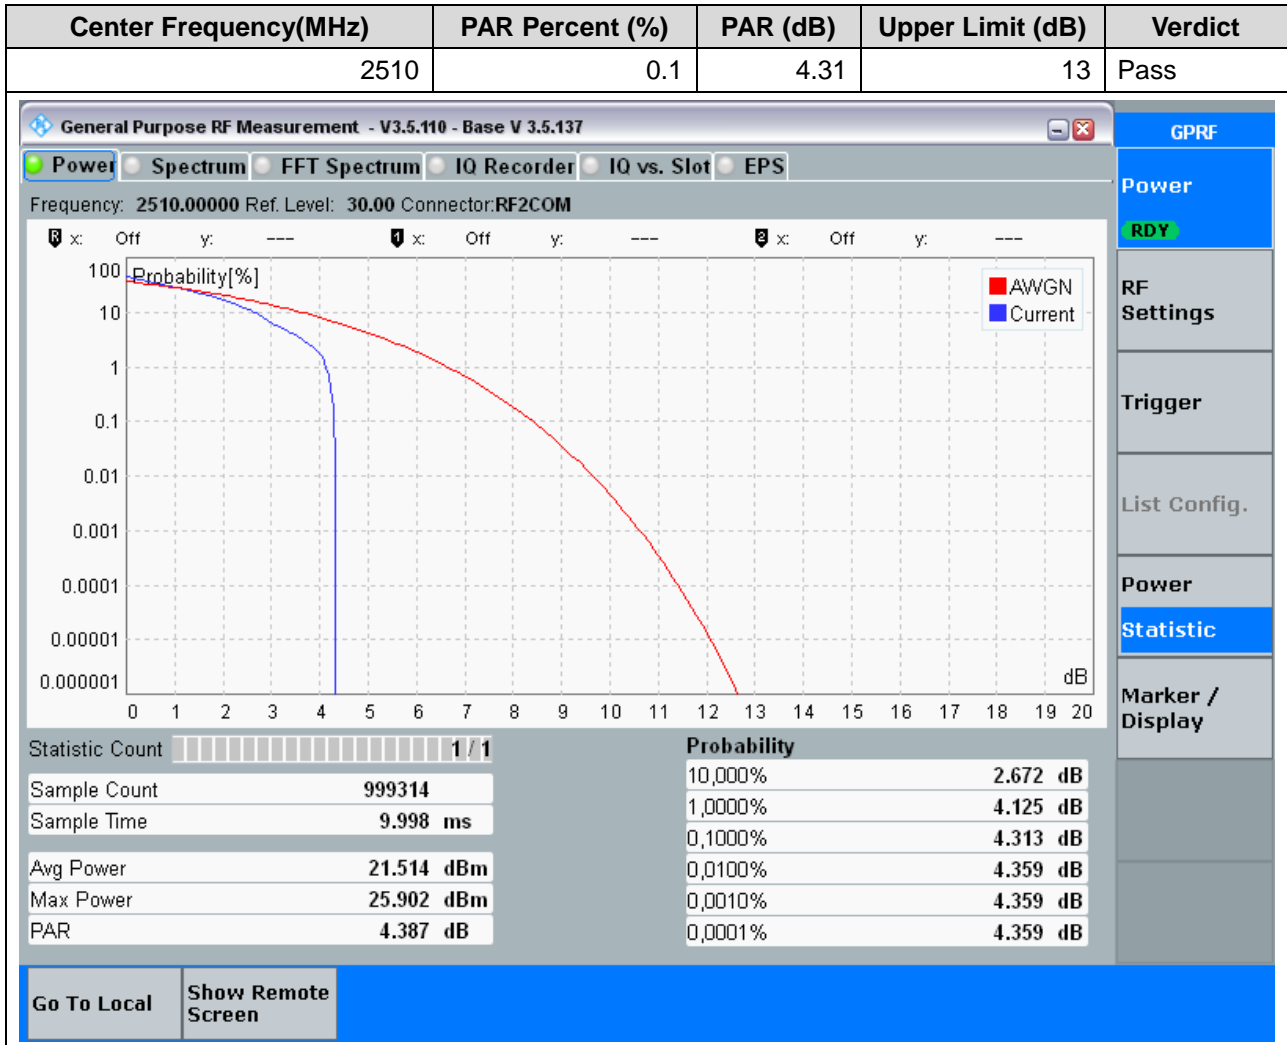 Center Frequency(MHz) PAR Percent (%) PAR (dB) Upper Limit (dB) Verdict
2510 0.1 4.31 13 Pass
General Purpose RF Measurement - V3.5.110 - Base V 3.5.137
GPRF
Power Spectrum FFT Spectrum IQ Recorder IQ vs. Slot EPS
Frequency: 2510.00000 Ref. Level: 30.00 Connector:RF2COM
R x: Off y: --- 1 x: Off y: --- 2 x: Off y: ---
Probability[%]
AWGN
Current
100
10
1
0.1
0.01
0.001
0.0001
0.00001
0.000001
dB
0 1 2 3 4 5 6 7 8 9 10 11 12 13 14 15 16 17 18 19 20
Statistic Count 1 / 1
Sample Count 999314
Sample Time 9.998 ms
Avg Power 21.514 dBm
Max Power 25.902 dBm
PAR 4.387 dB
Probability
10,000% 2.672 dB
1,0000% 4.125 dB
0,1000% 4.313 dB
0,0100% 4.359 dB
0,0010% 4.359 dB
0,0001% 4.359 dB
Power
RDY
RF
Settings
Trigger
List Config.
Power
Statistic
Marker /
Display
Go To Local
Show Remote
Screen